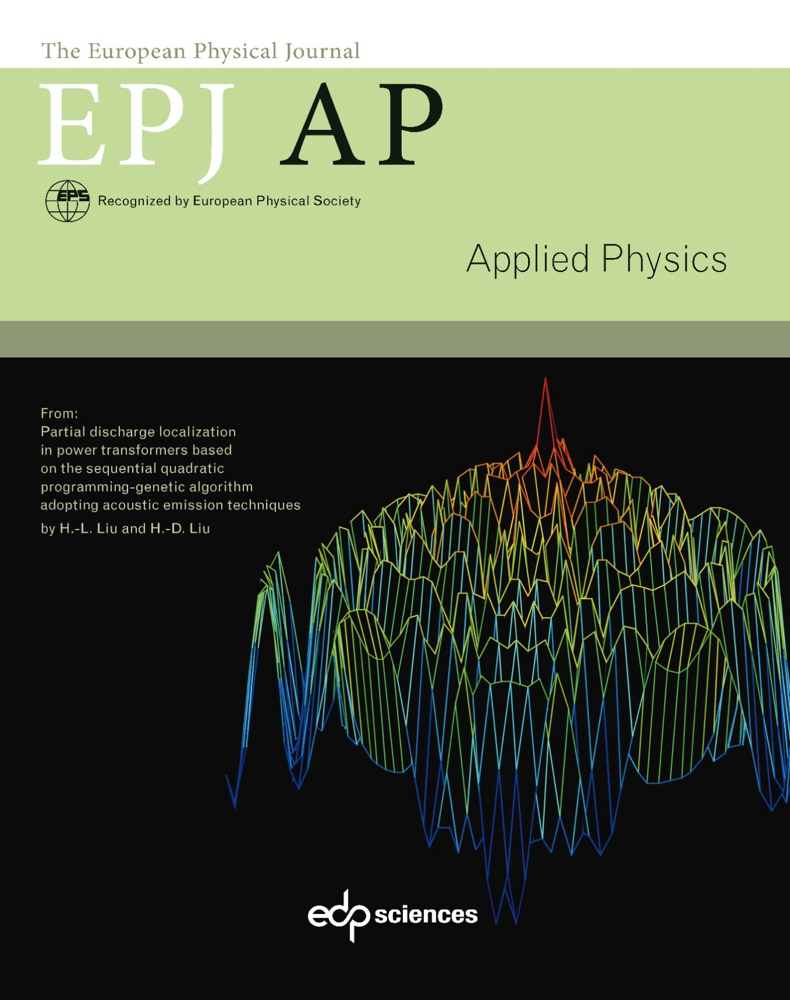 The European Physical Journal
EPJ AP
EPS
Recognized by European Physical Society
Applied Physics
From:
Partial discharge localization
in power transformers based
on the sequential quadratic
programming-genetic algorithm
adopting acoustic emission techniques
by H.-L. Liu and H.-D. Liu
edp sciences